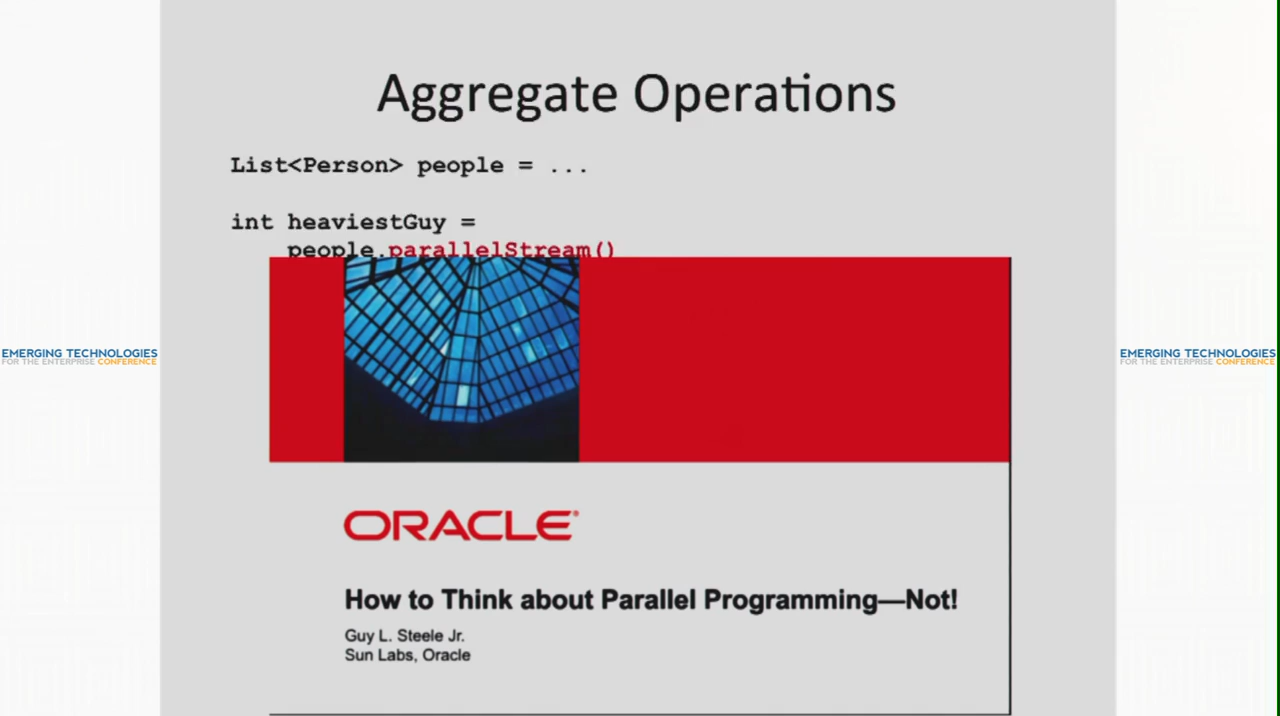 Aggregate Operations
List<Person> people = ...
int heaviestGuy =
people.parallelStream()
EMERGING TECHNOLOGIES
FOR THE ENTERPRISE CONFERENCE
EMERGING TECHNOLOGIES
FOR THE ENTERPRISE CONFERENCE
ORACLE®
How to Think about Parallel Programming—Not!
Guy L. Steele Jr.
Sun Labs, Oracle